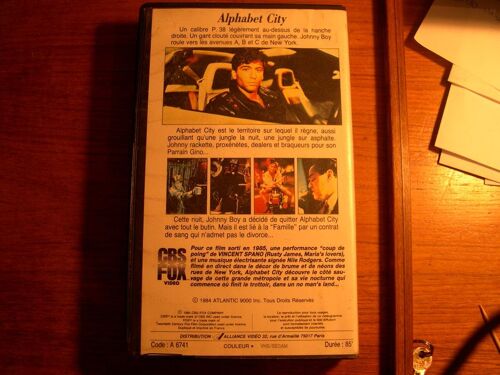 Alphabet City
Un calibre P. 38 légèrement au-dessus de la hanche
droite. Un gant clouté couvrant sa main gauche. Johnny Boy
roule vers les avenues A, B et C de New York.
Alphabet City est le territoire sur lequel il règne, aussi
grouillant qu'une jungle la nuit, une jungle sur asphalte.
Johnny rackette, proxénètes, dealers et braqueurs pour son
Parrain Gino...
Cette nuit, Johnny Boy a décidé de quitter Alphabet City
avec tout le butin. Mais il est lié à la "Famille" par un contrat
de sang qui n'admet pas le divorce...
CBS
FOX
VIDEO
Pour ce film sorti en 1985, une performance "coup de
poing" de VINCENT SPANO (Rusty James, Maria's lovers),
et une musique électrisante signée Nile Rodgers. Comme
filmé en direct dans le décor de brume et de néons des
rues de New York, Alphabet City découvre le côté sau-
vage de cette grande métropole et sa vie nocturne qui
commence où finit le trottoir, dans un no man's land...
© 1984 ATLANTIC 9000 Inc. Tous Droits Réservés
DISTRIBUTION : ALLIANCE VIDEO 32, rue d'Armaillé 75017 Paris
Code : A 6741 COULEUR • VHS/SECAM Durée : 85'